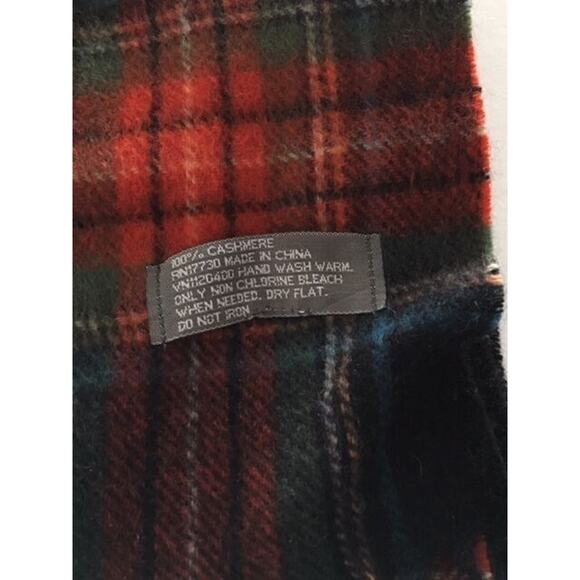 100% CASHMERE
RN17730 MADE IN CHINA
VN1120400 HAND WASH WARM.
ONLY NON CHLORINE BLEACH
WHEN NEEDED. DRY FLAT.
DO NOT IRON